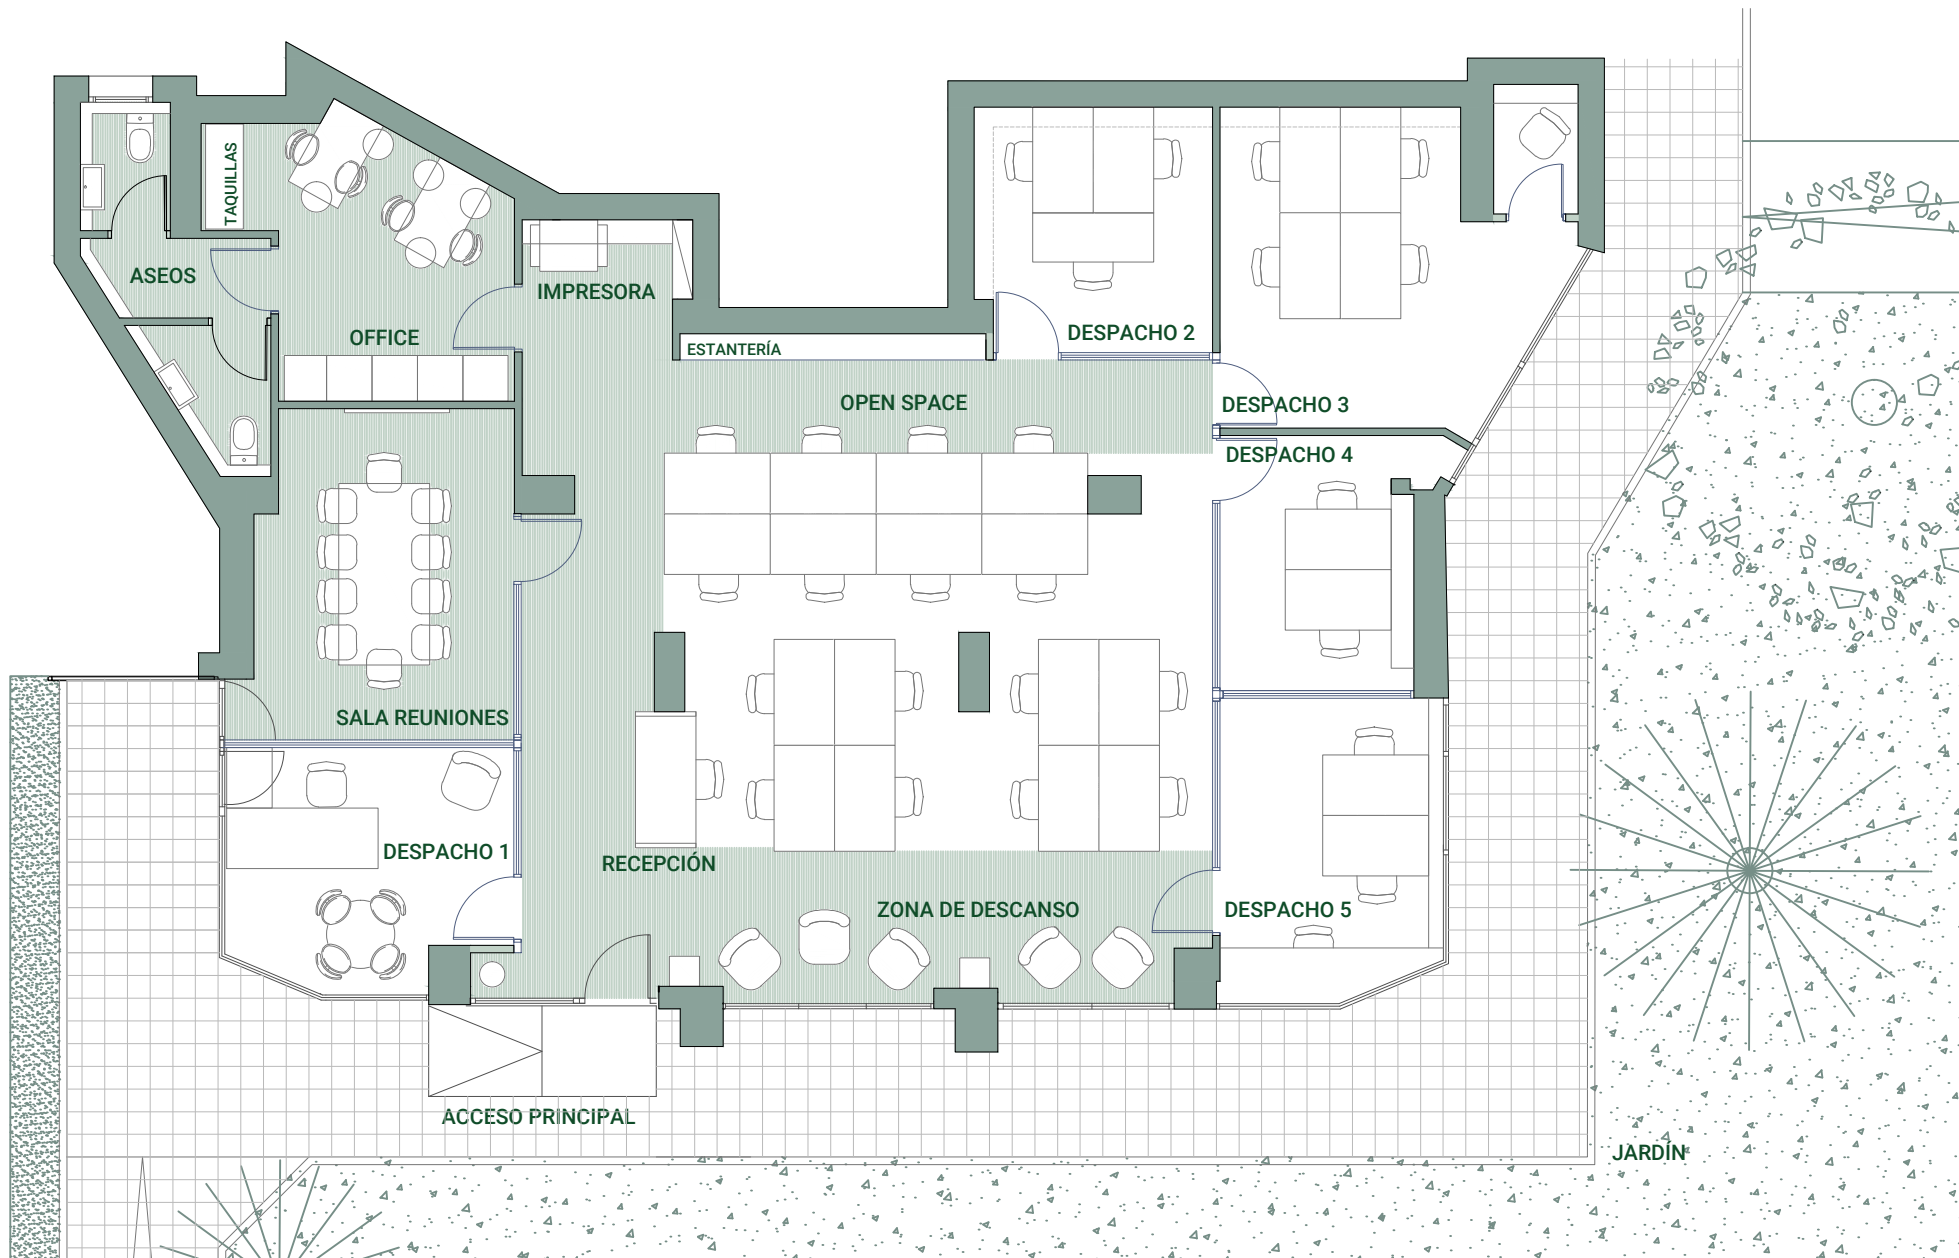 TAQUILLAS
ASEOS
IMPRESORA
OFFICE
DESPACHO 2
ESTANTERÍA
OPEN SPACE
DESPACHO 3
DESPACHO 4
SALA REUNIONES
DESPACHO 1
RECEPCIÓN
ZONA DE DESCANSO
DESPACHO 5
ACCESO PRINCIPAL
JARDÍN